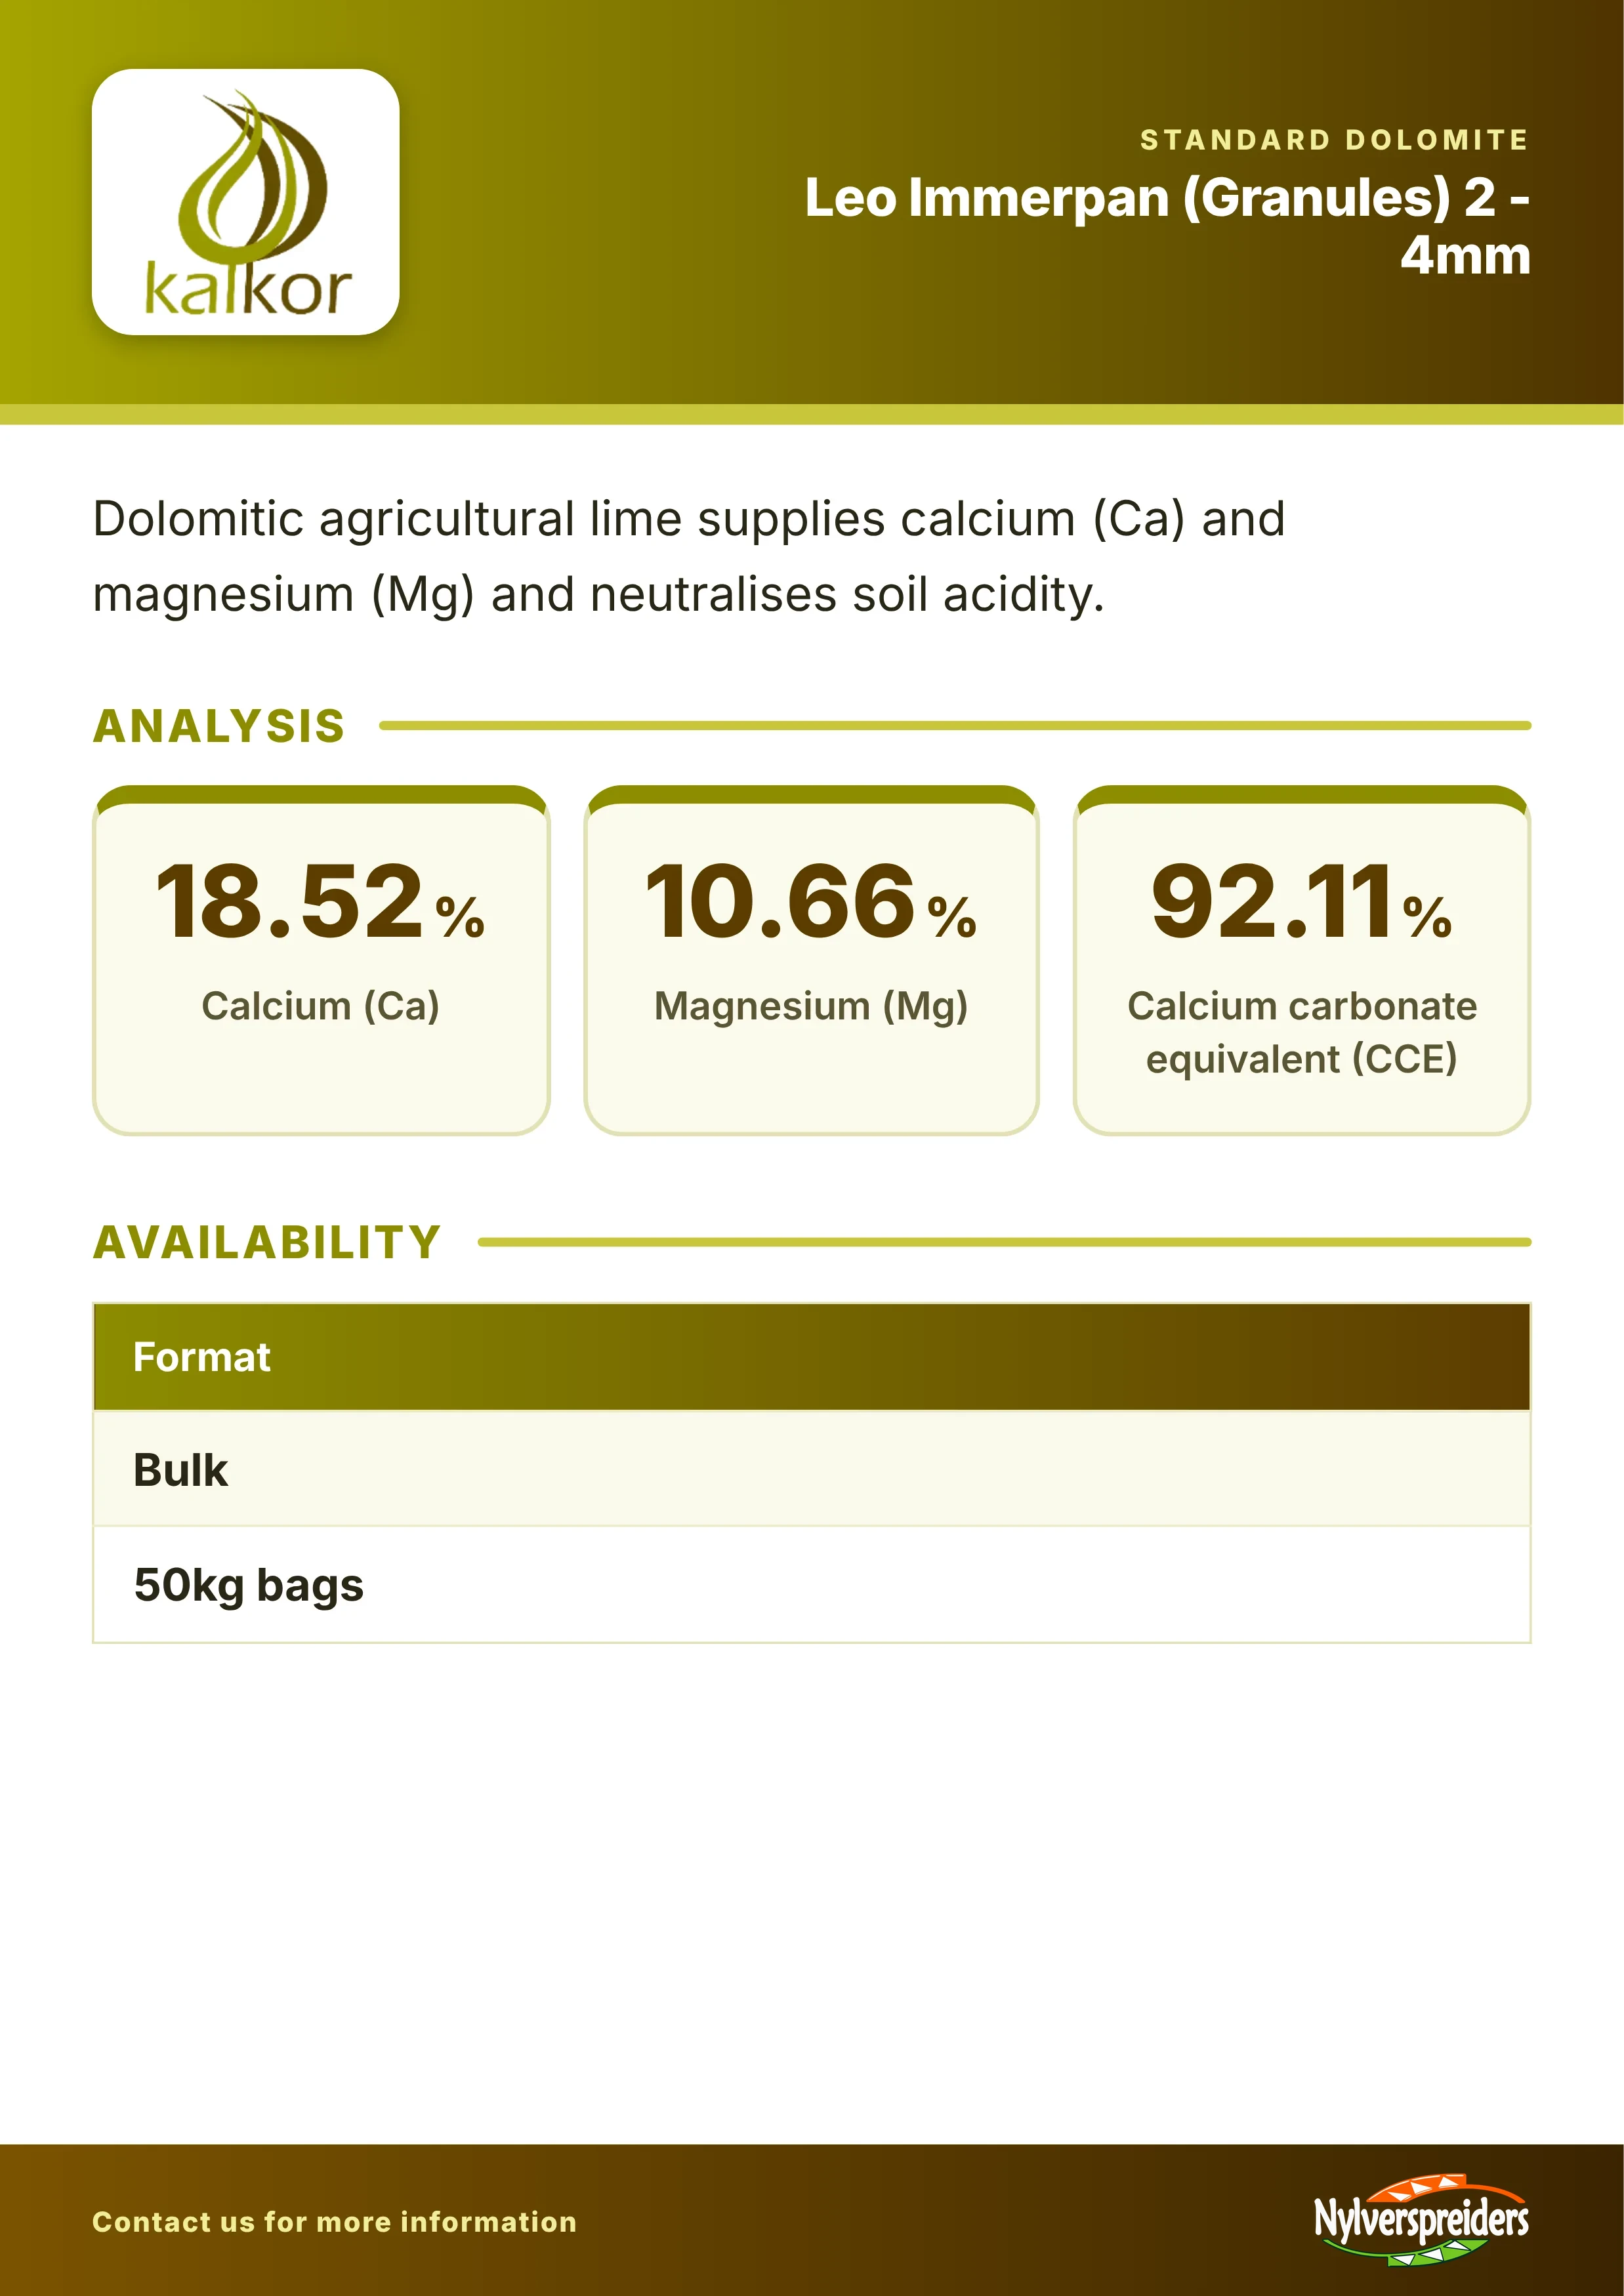 kalkor
STANDARD DOLOMITE
Leo Immerpan (Granules) 2 -
4mm
Dolomitic agricultural lime supplies calcium (Ca) and
magnesium (Mg) and neutralises soil acidity.
ANALYSIS
18.52%
Calcium (Ca)
10.66%
Magnesium (Mg)
92.11%
Calcium carbonate
equivalent (CCE)
AVAILABILITY
Format
Bulk
50kg bags
Contact us for more information
Nylverspreiders